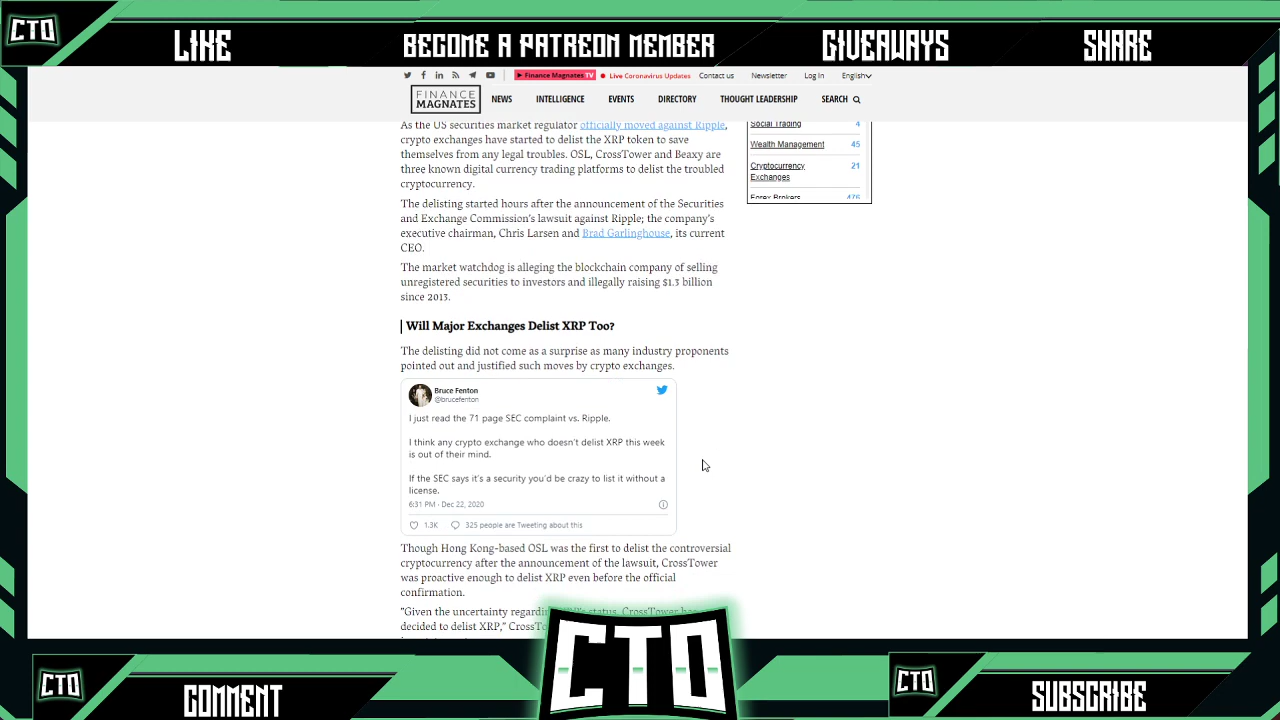 CTO
LIKE
BECOME A PATREON MEMBER
GIVEAWAYS
SHARE
Finance Magnates TV
Live Coronavirus Updates
Contact us
Newsletter
Log In
English
FINANCE
MAGNATES
NEWS
INTELLIGENCE
EVENTS
DIRECTORY
THOUGHT LEADERSHIP
SEARCH
As the US securities market regulator officially moved against Ripple,
crypto exchanges have started to delist the XRP token to save
themselves from any legal troubles. OSL, CrossTower and Beaxy are
three known digital currency trading platforms to delist the troubled
cryptocurrency.
The delisting started hours after the announcement of the Securities
and Exchange Commission's lawsuit against Ripple; the company's
executive chairman, Chris Larsen and Brad Garlinghouse, its current
CEO.
The market watchdog is alleging the blockchain company of selling
unregistered securities to investors and illegally raising $1.3 billion
since 2013.
Will Major Exchanges Delist XRP Too?
The delisting did not come as a surprise as many industry proponents
pointed out and justified such moves by crypto exchanges.
Bruce Fenton
@brucefenton
I just read the 71 page SEC complaint vs. Ripple.
I think any crypto exchange who doesn't delist XRP this week
is out of their mind.
If the SEC says it's a security you'd be crazy to list it without a
license.
6:31 PM · Dec 22, 2020
1.3K
325 people are Tweeting about this
Though Hong Kong-based OSL was the first to delist the controversial
cryptocurrency after the announcement of the lawsuit, CrossTower
was proactive enough to delist XRP even before the official
confirmation.
"Given the uncertainty regarding XRP's status, CrossTower has
decided to delist XRP," CrossTo
Social Trading 4
Wealth Management 45
Cryptocurrency 21
Exchanges
Forex Brokers 476
CTO
COMMENT
CTO
CTO
SUBSCRIBE